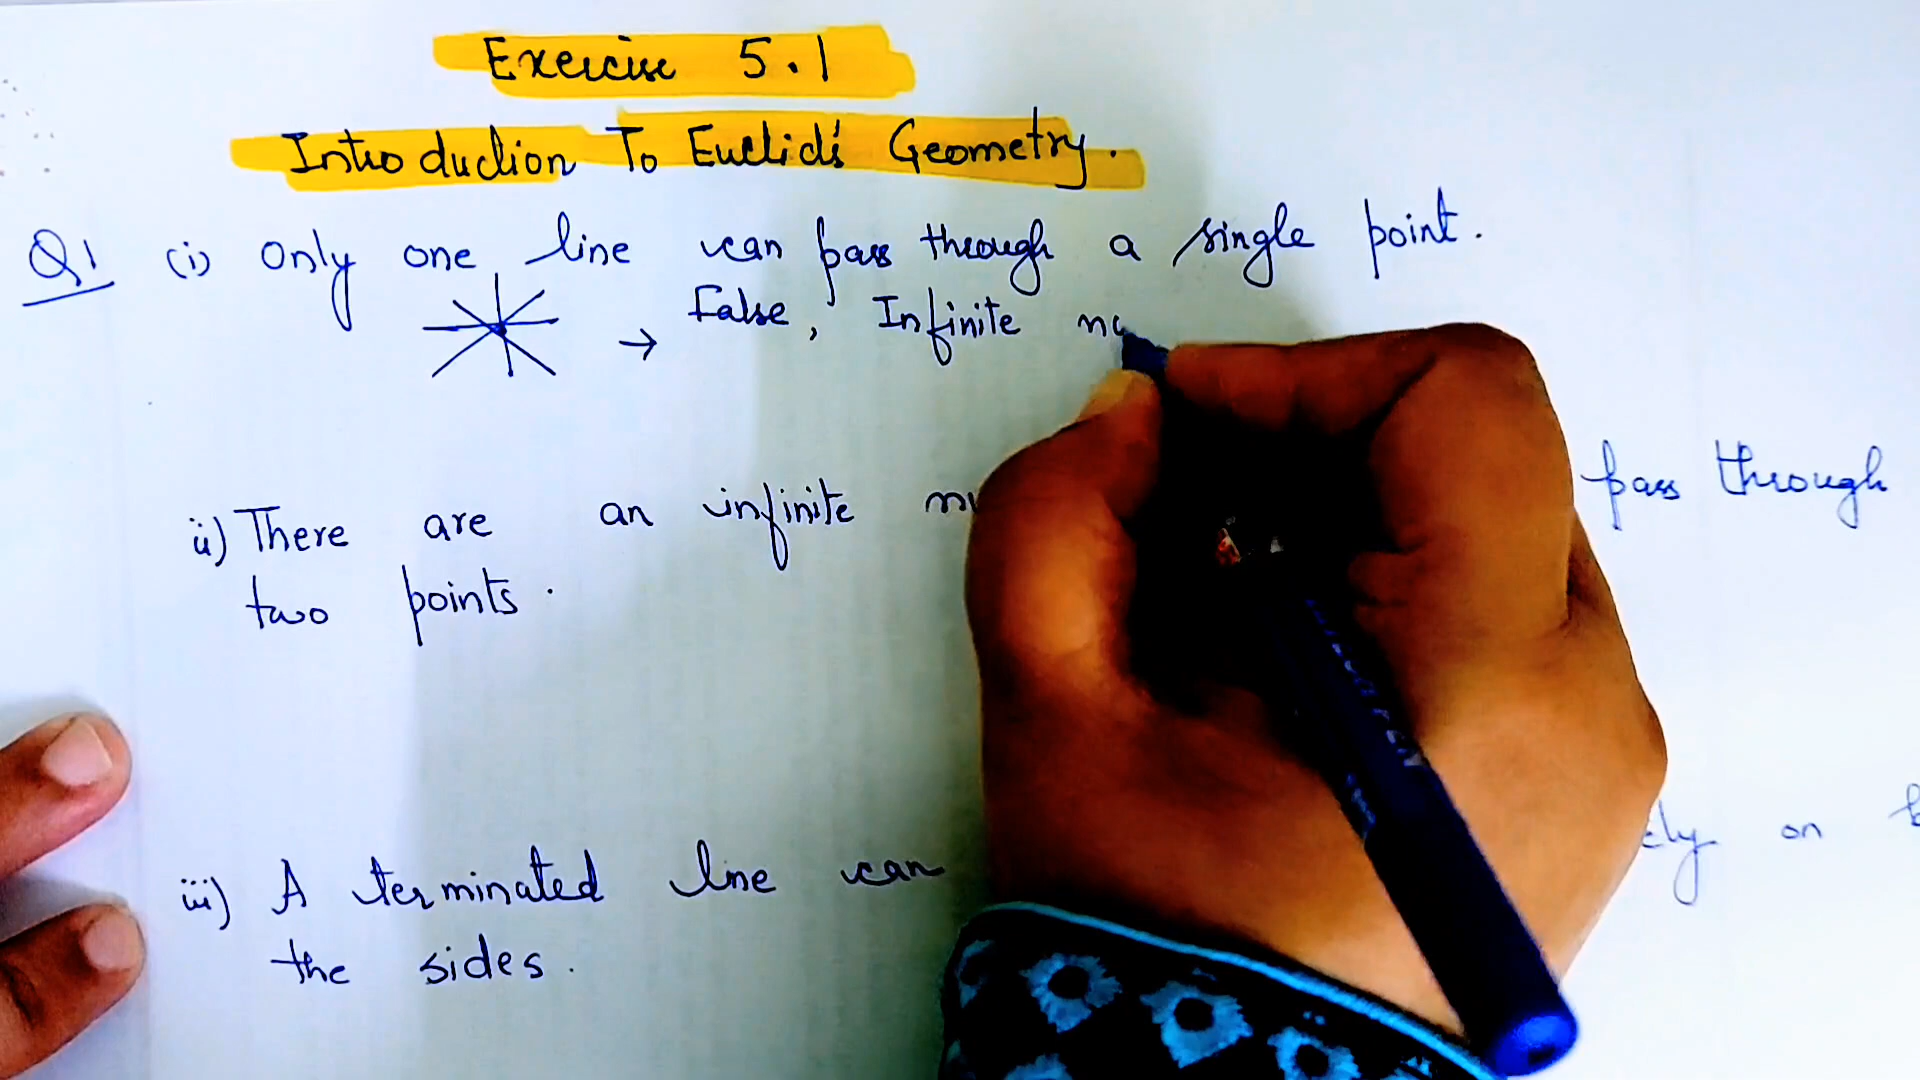 Exercise 5.1
Introduction To Euclid's Geometry.
Q1 (i) Only one line can pass through a single point.
→ False, Infinite
ii) There are an infinite pass through
two points.
iii) A terminated line can on
the sides.